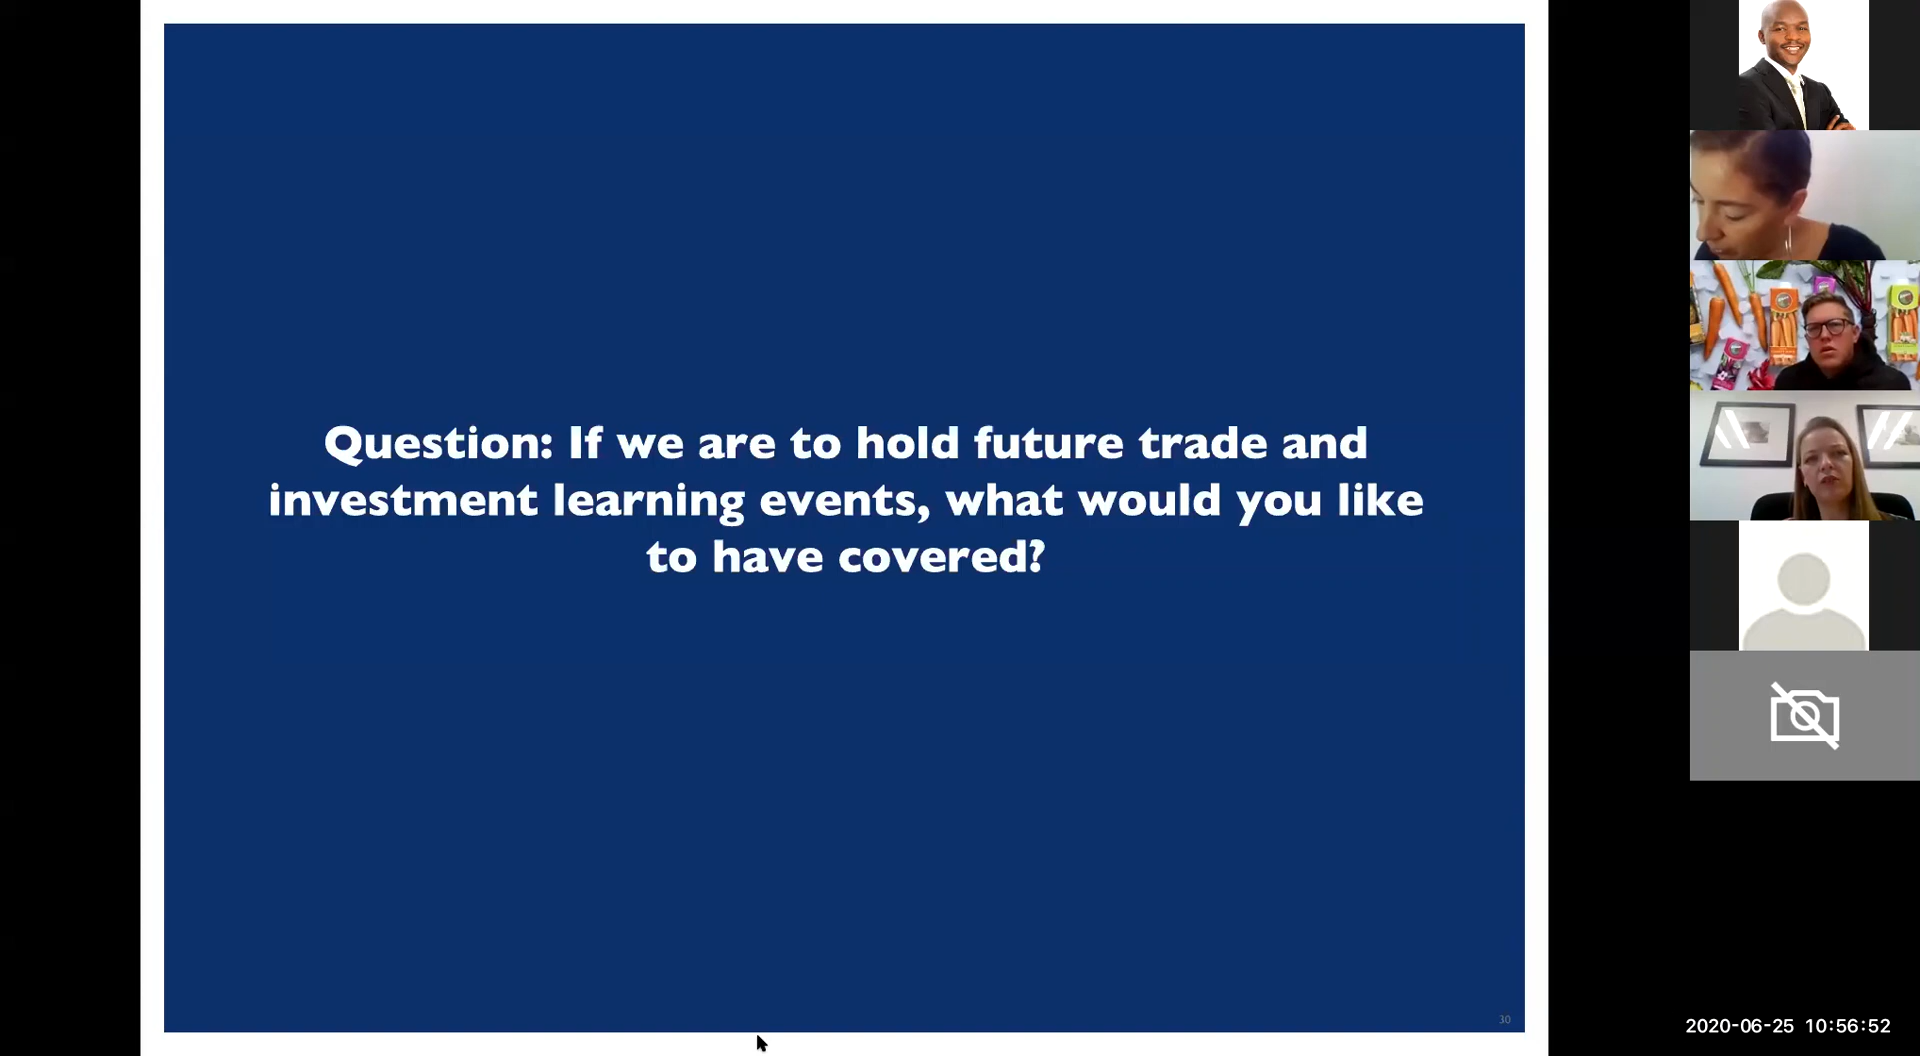 Question: If we are to hold future trade and
investment learning events, what would you like
to have covered?
30
2020-06-25 10:56:52